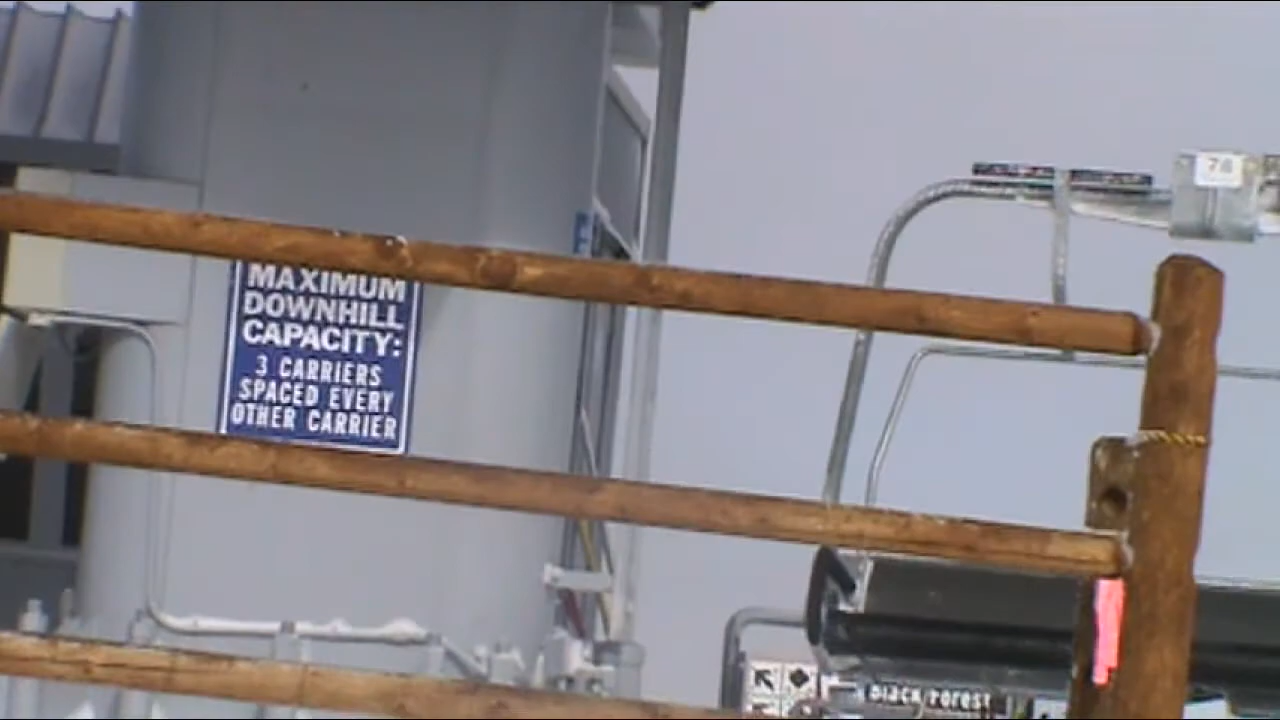 MAXIMUM
DOWNHILL
CAPACITY:
3 CARRIERS
SPACED EVERY
OTHER CARRIER
78
Black Forest